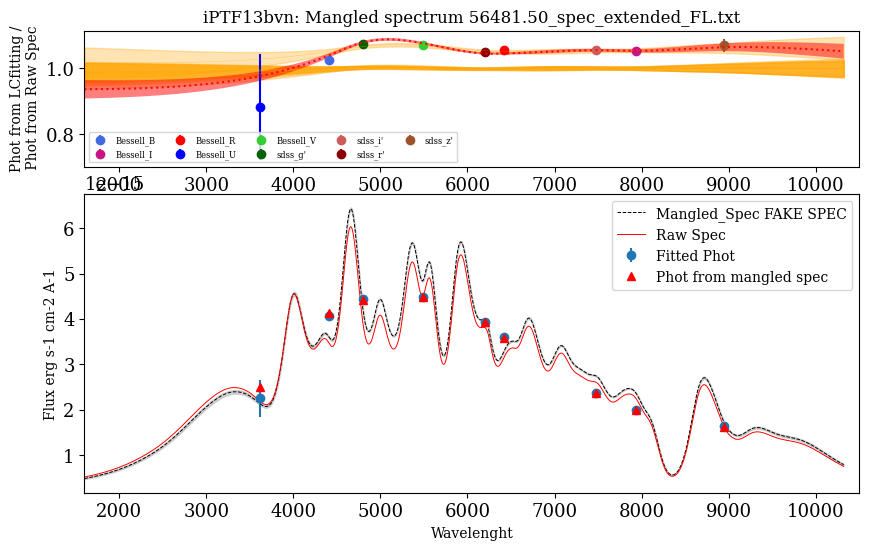 iPTF13bvn: Mangled spectrum 56481.50_spec_extended_FL.txt
Phot from LCfitting /
Phot from Raw Spec
1.0
0.8
Bessell_B
Bessell_R
Bessell_V
sdss_i'
sdss_z'
Bessell_I
Bessell_U
sdss_g'
sdss_r'
2000 3000 4000 5000 6000 7000 8000 9000 10000
1e−15
Flux erg s-1 cm-2 A-1
6
5
4
3
2
1
Mangled_Spec FAKE SPEC
Raw Spec
Fitted Phot
Phot from mangled spec
2000 3000 4000 5000 6000 7000 8000 9000 10000
Wavelenght